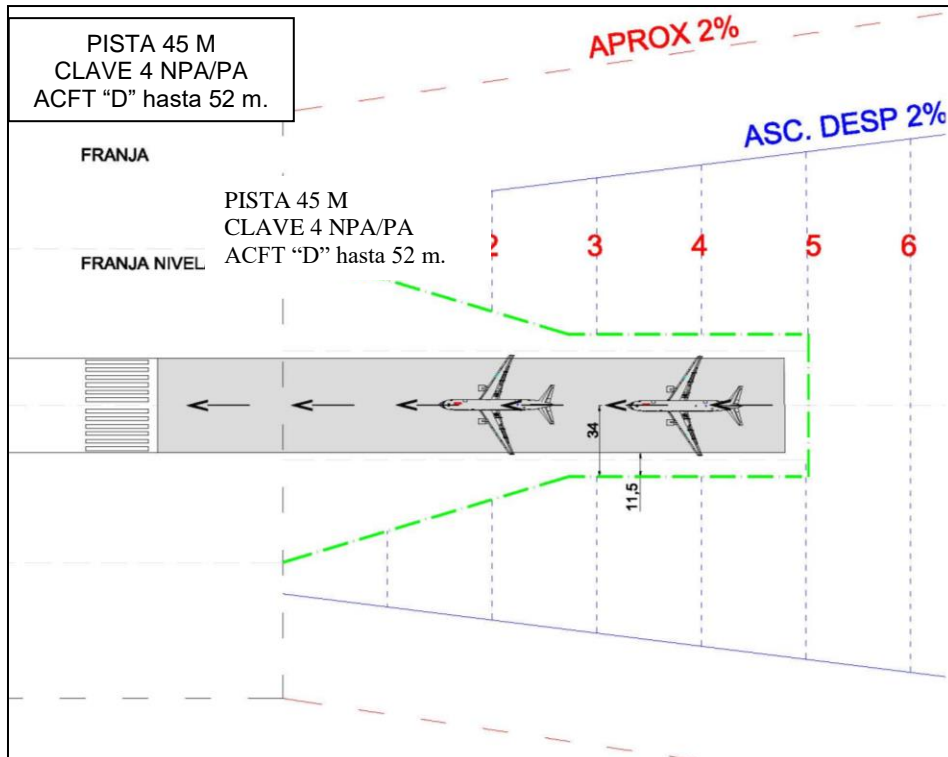 PISTA 45 M
CLAVE 4 NPA/PA
ACFT “D” hasta 52 m.
APROX 2%
ASC. DESP 2%
FRANJA
PISTA 45 M
CLAVE 4 NPA/PA
ACFT “D” hasta 52 m.
FRANJA NIVEL
2 3 4 5 6
34
11,5